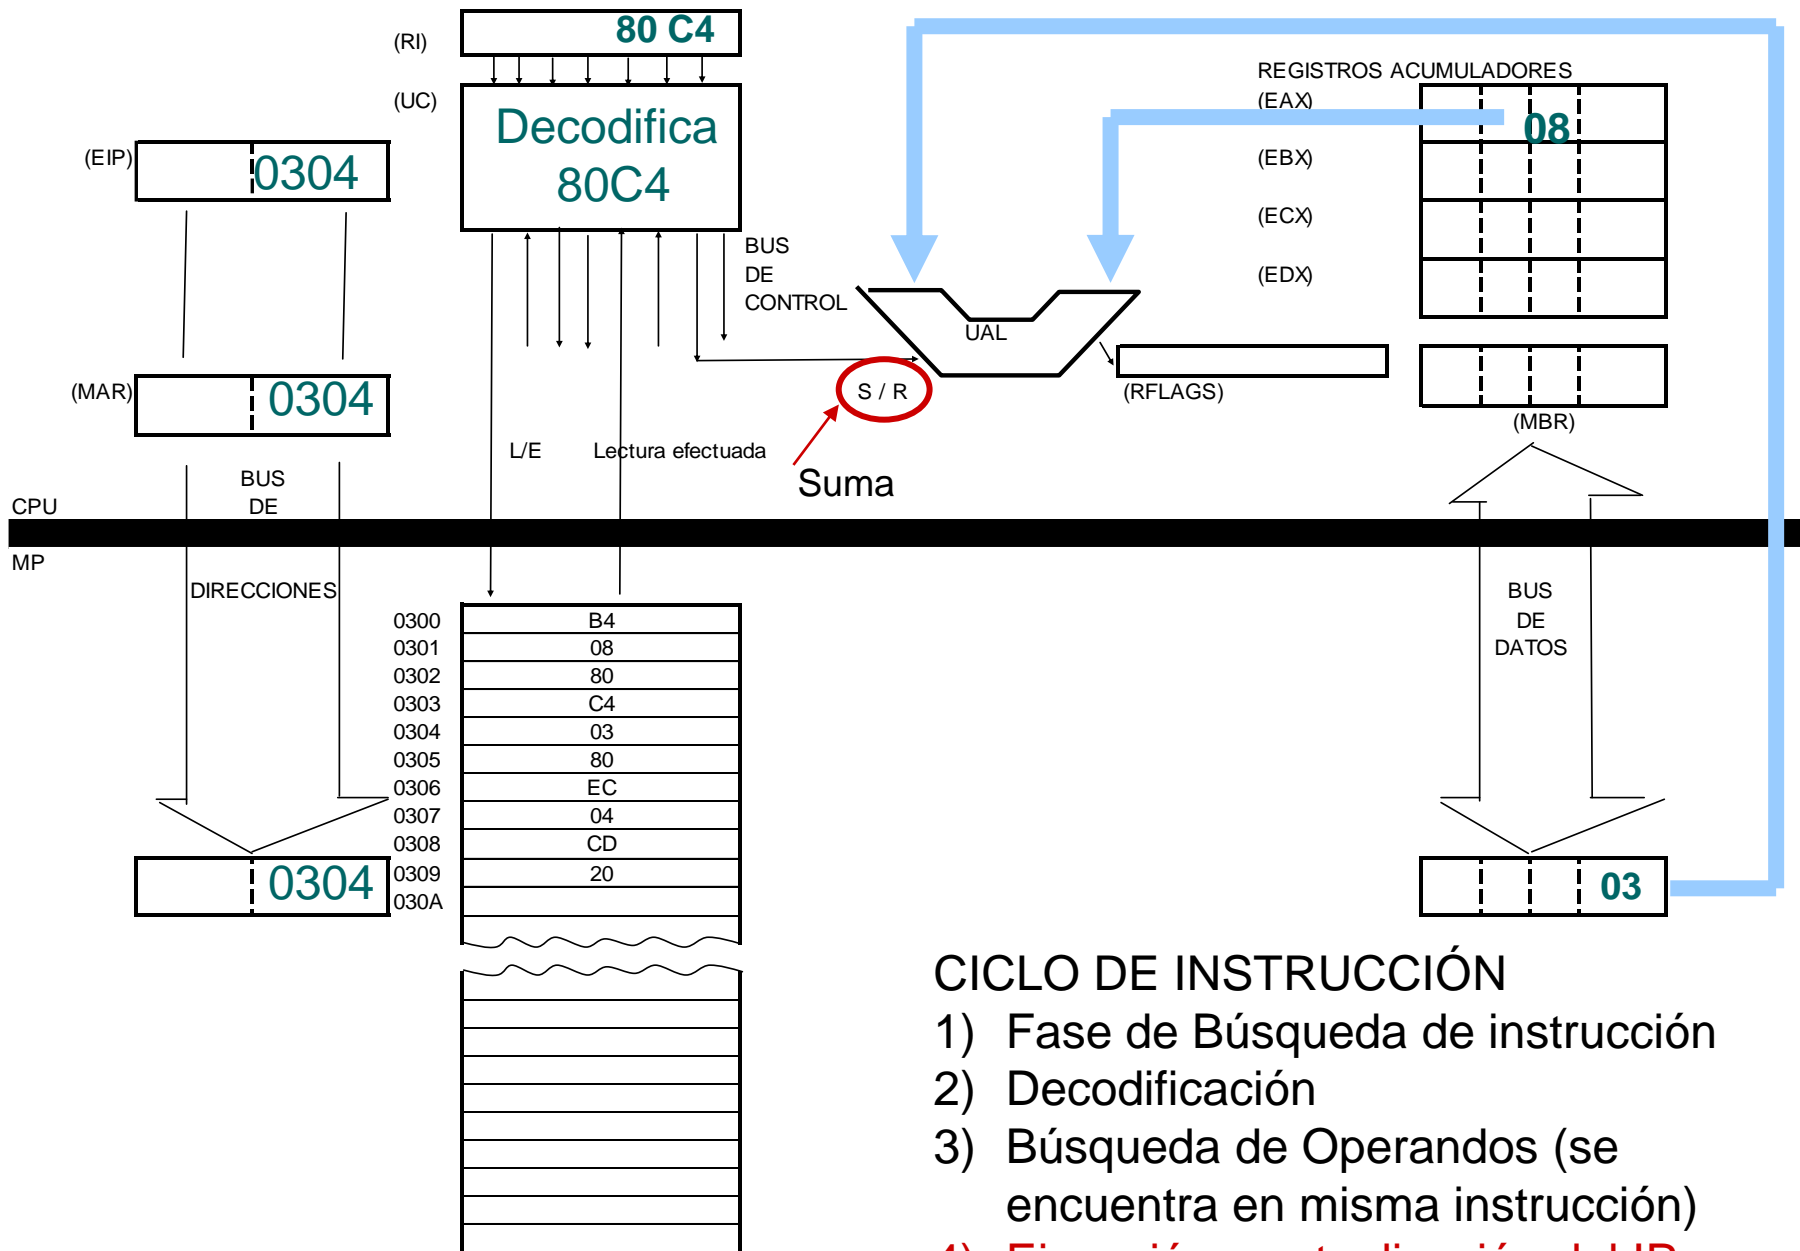 (RI)
80 C4
(UC)
Decodifica
80C4
(EIP)
0304
REGISTROS ACUMULADORES
(EAX)
08
(EBX)
(ECX)
(EDX)
BUS
DE
CONTROL
UAL
(MAR)
0304
S / R
(RFLAGS)
(MBR)
L/E
Lectura efectuada
Suma
BUS
DE
CPU
MP
DIRECCIONES
BUS
DE
DATOS
0300 B4
0301 08
0302 80
0303 C4
0304 03
0305 80
0306 EC
0307 04
0308 CD
0309 20
030A
0304
03
CICLO DE INSTRUCCIÓN
1) Fase de Búsqueda de instrucción
2) Decodificación
3) Búsqueda de Operandos (se
encuentra en misma instrucción)